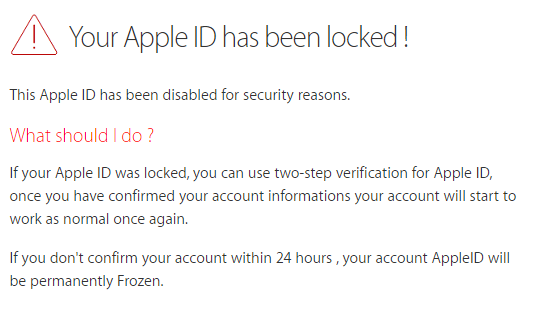 Your Apple ID has been locked !
This Apple ID has been disabled for security reasons.
What should I do ?
If your Apple ID was locked, you can use two-step verification for Apple ID,
once you have confirmed your account informations your account will start to
work as normal once again.
If you don't confirm your account within 24 hours , your account AppleID will
be permanently Frozen.